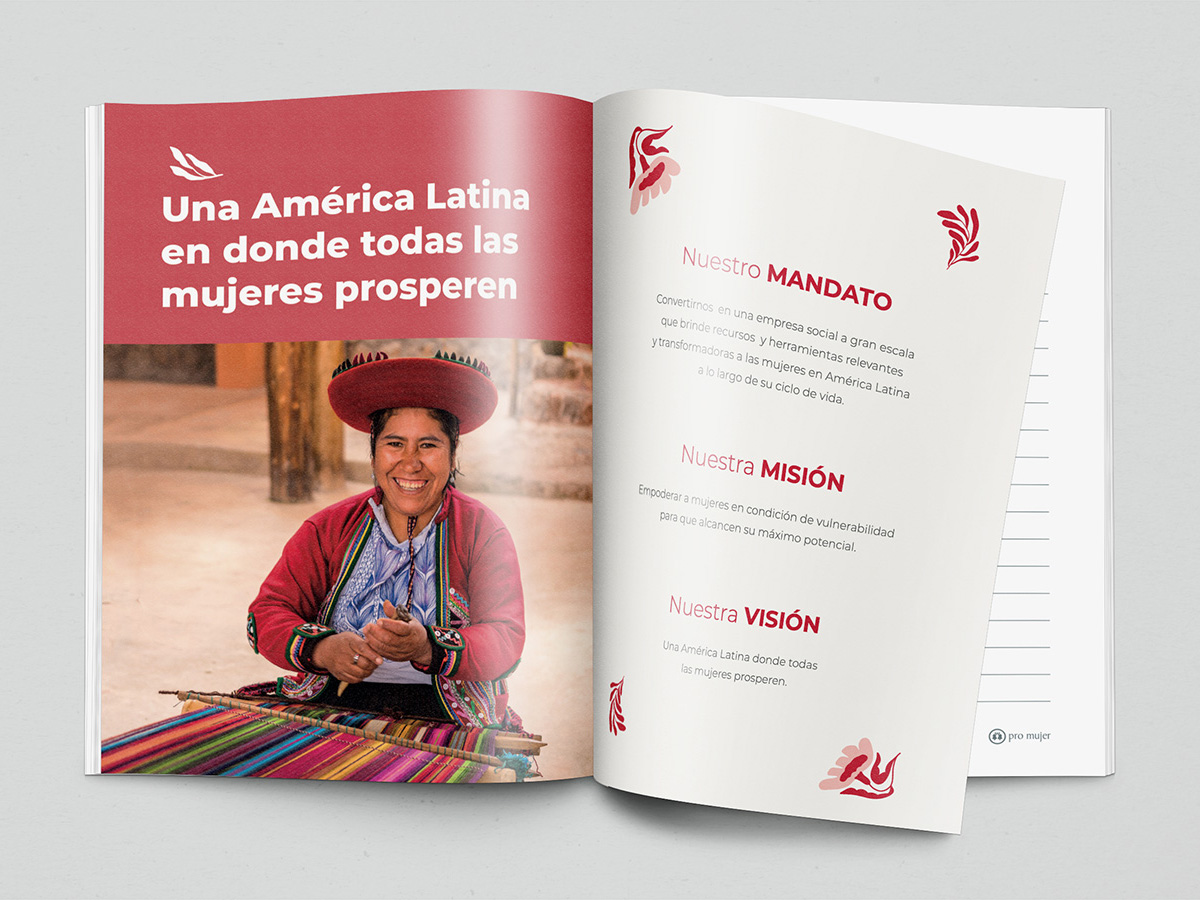 Una América Latina
en donde todas las
mujeres prosperen
Nuestro MANDATO
Convertirnos en una empresa social a gran escala
que brinde recursos y herramientas relevantes
y transformadoras a las mujeres en América Latina
a lo largo de su ciclo de vida.
Nuestra MISIÓN
Empoderar a mujeres en condición de vulnerabilidad
para que alcancen su máximo potencial.
Nuestra VISIÓN
Una América Latina donde todas
las mujeres prosperen.
pro mujer